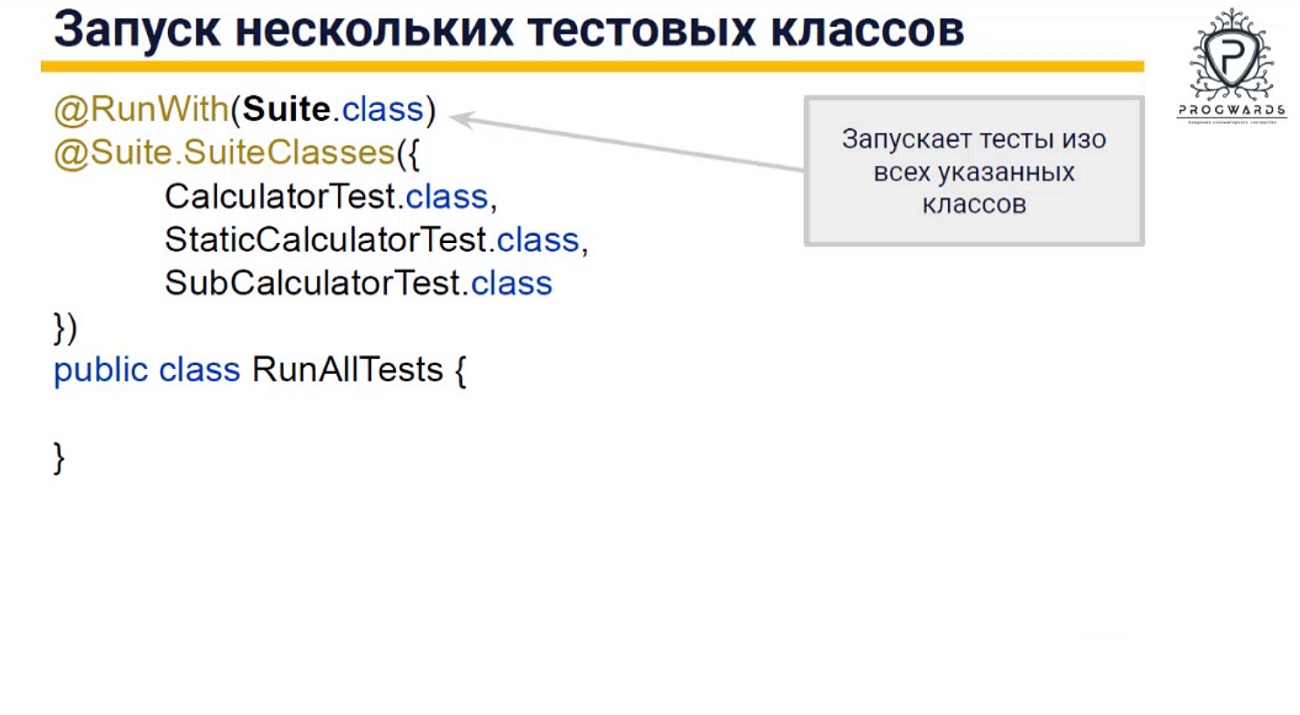 Запуск нескольких тестовых классов
@RunWith(Suite.class)
@Suite.SuiteClasses({
CalculatorTest.class,
StaticCalculatorTest.class,
SubCalculatorTest.class
})
public class RunAllTests {
}
Запускает тесты изо
всех указанных
классов
P
PROGWARDS